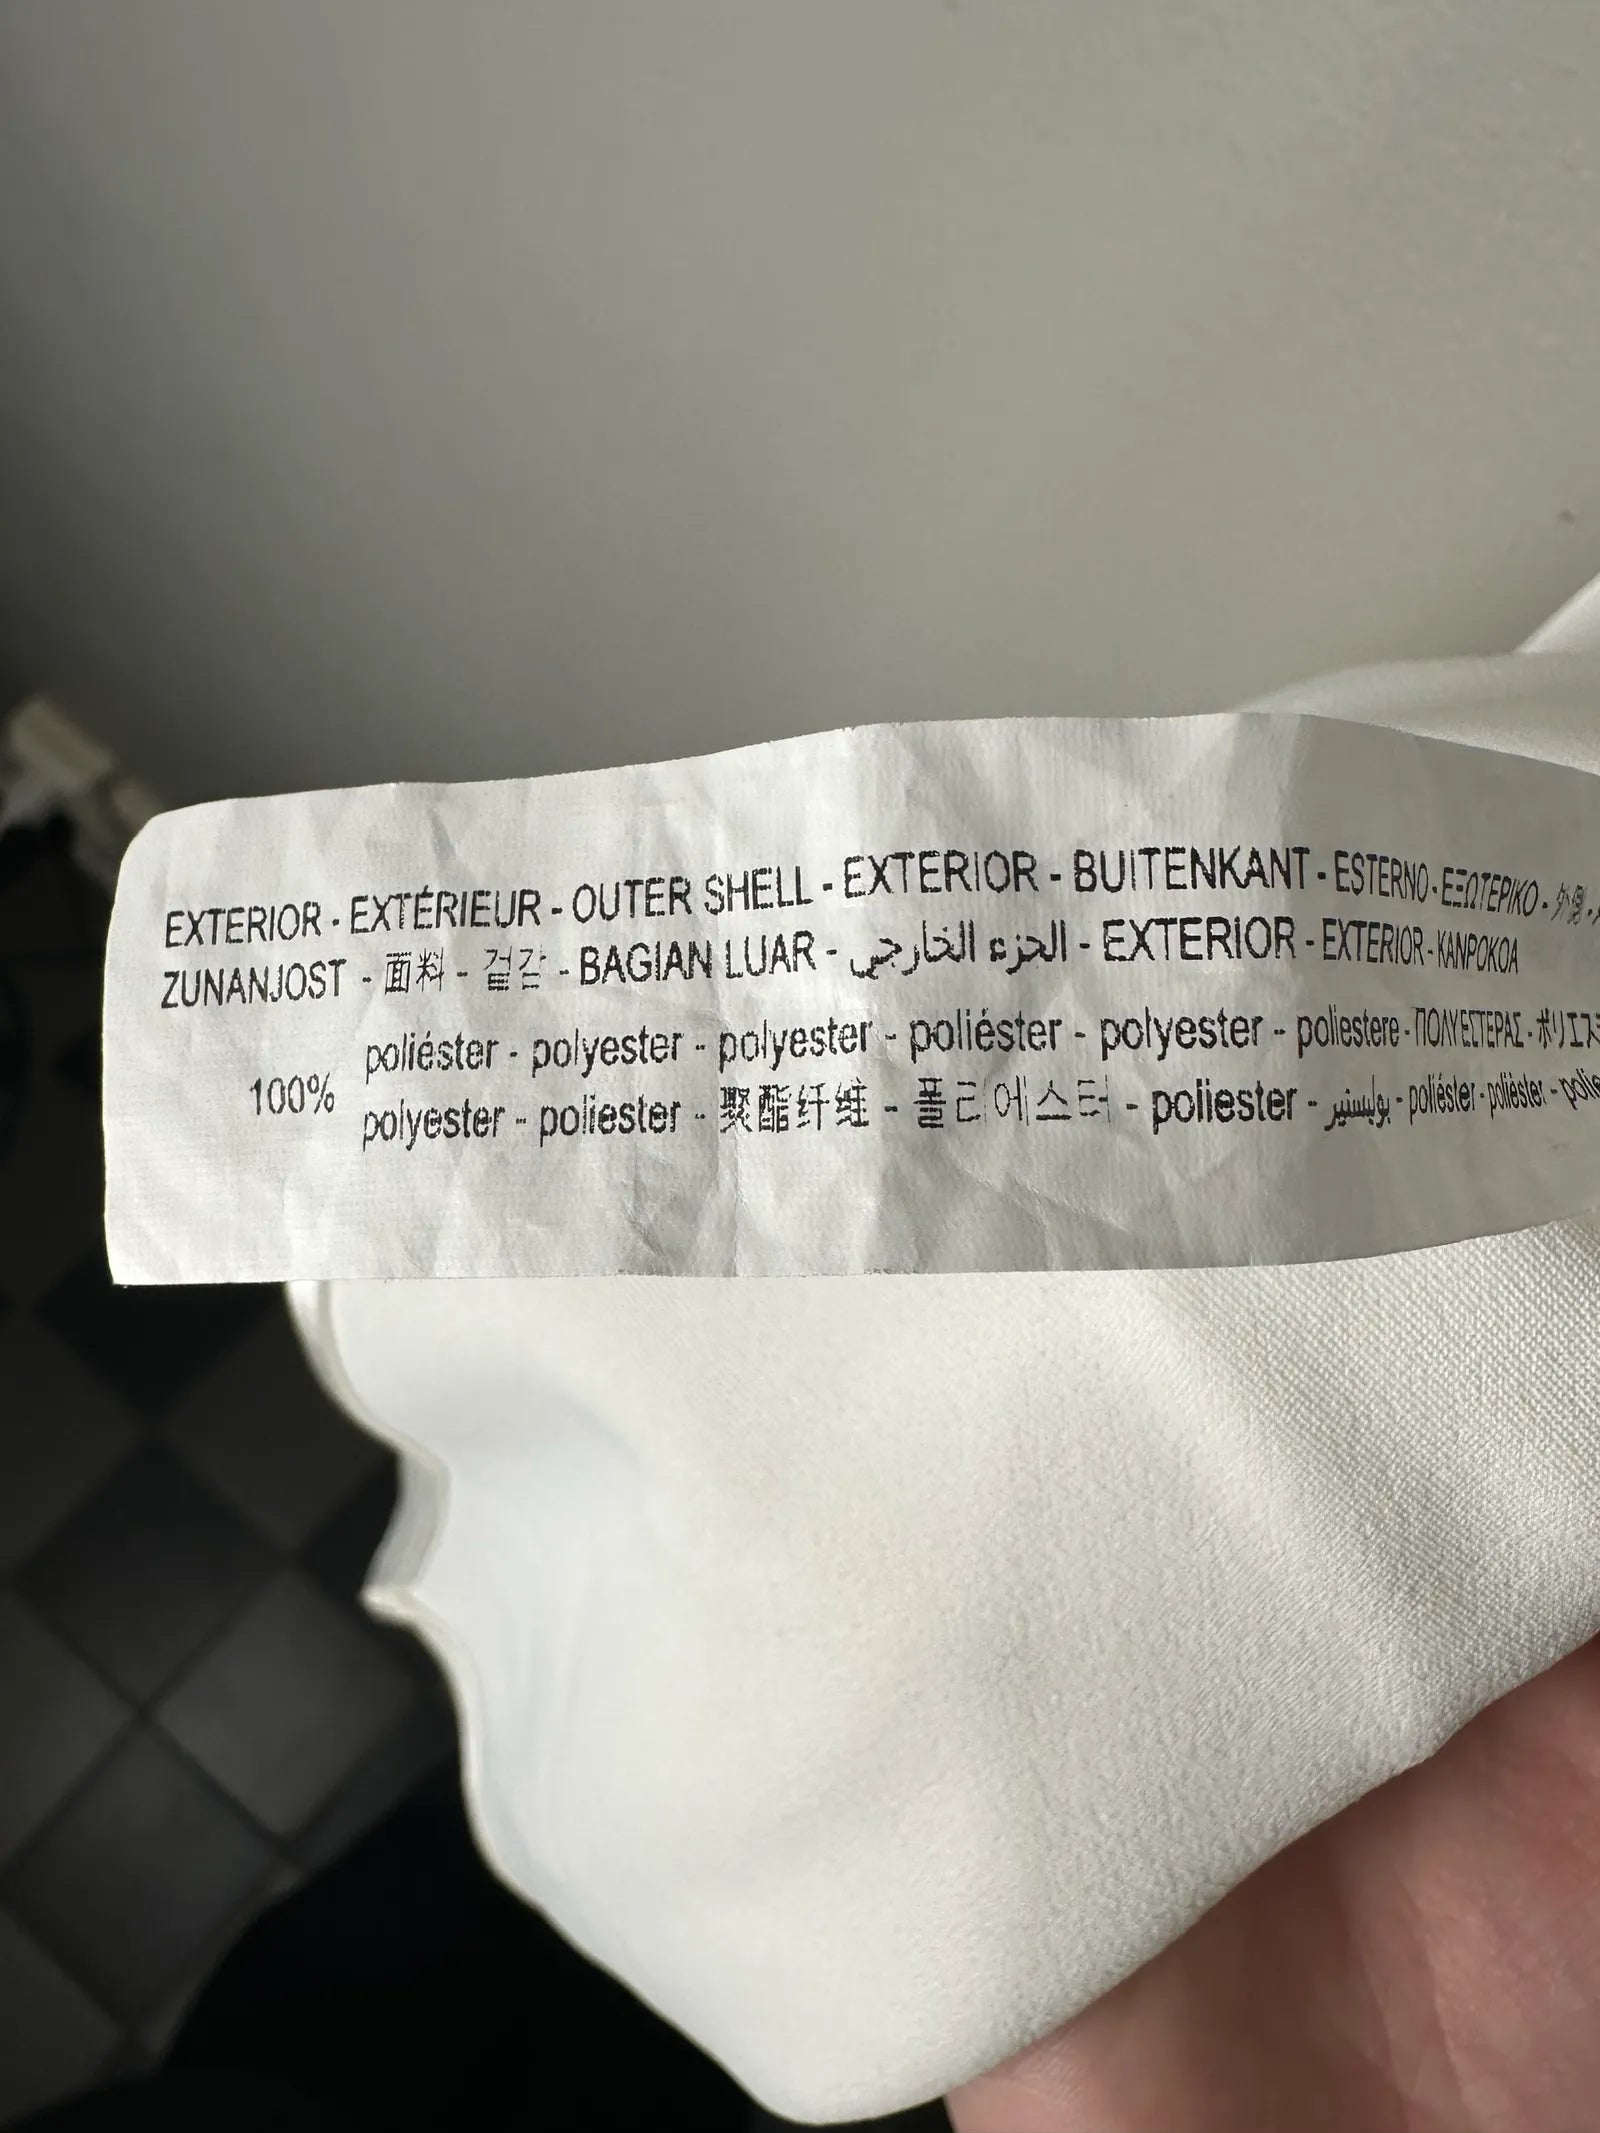 EXTERIOR - EXTÉRIEUR - OUTER SHELL - EXTERIOR - BUITENKANT - ESTERNO - ΕΞΩΤΕΡΙΚΟ -
ZUNANJOST - 面料 - 겉감 - BAGIAN LUAR - الجزء الخارجي - EXTERIOR - EXTERIOR - KANPOKOA
poliéster - polyester - polyester - poliéster - polyester - poliestere - ΠΟΛΥΕΣΤΕΡΑΣ -
100%
polyester - poliester - 聚酯纤维 - 폴리에스터 - poliester - بوليستير - poliéster - polièster -